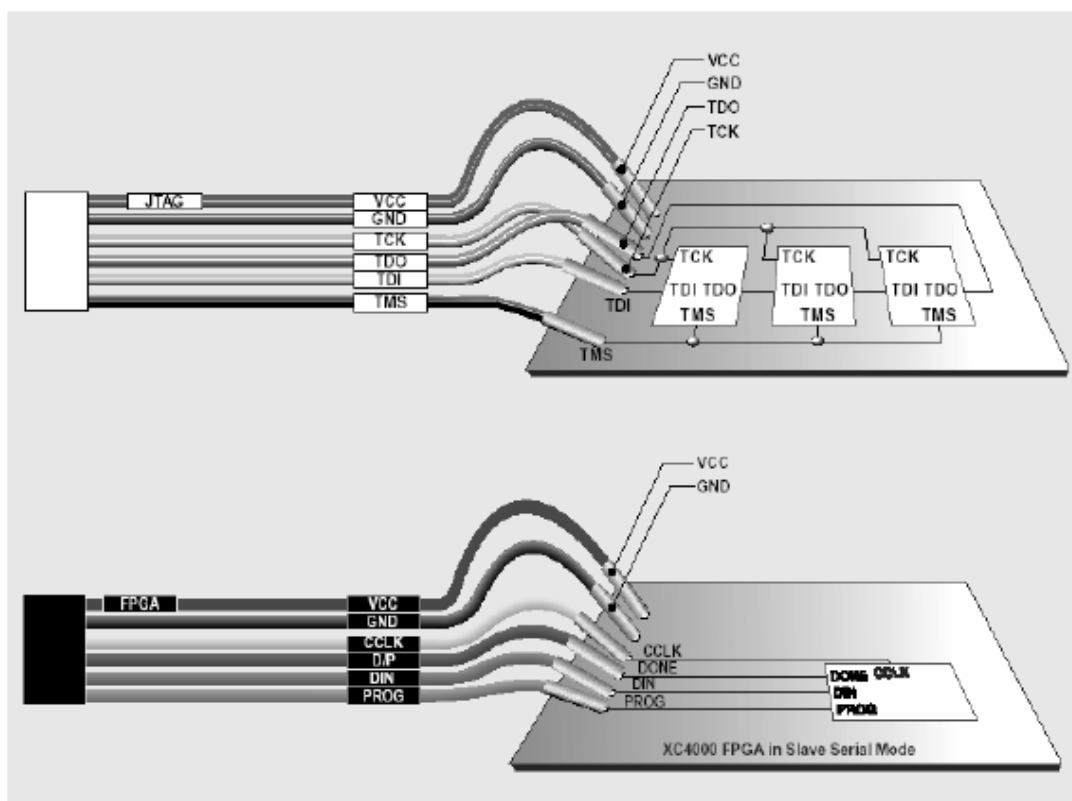 VCC
GND
TDO
TCK
JTAG VCC
GND
TCK
TDO
TDI
TMS
TDI
TMS
TCK TCK TCK
TDI TDO TDI TDO TDI TDO
TMS TMS TMS
VCC
GND
FPGA VCC
GND
CCLK
D/P
DIN
PROG
CCLK
DONE
DIN
PROG
DONE CCLK
DIN
PROG
XC4000 FPGA in Slave Serial Mode